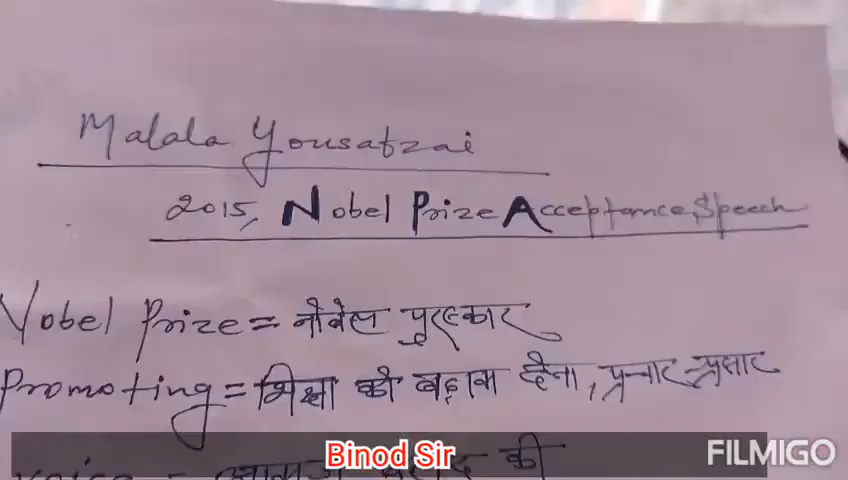 Malala Yousafzai
2015, Nobel Prize Acceptance Speech
Nobel Prize = नोबेल पुरस्कार
Promoting = शिक्षा को बढ़ावा देना, प्रचार-प्रसार
की
Binod Sir
FILMIGO